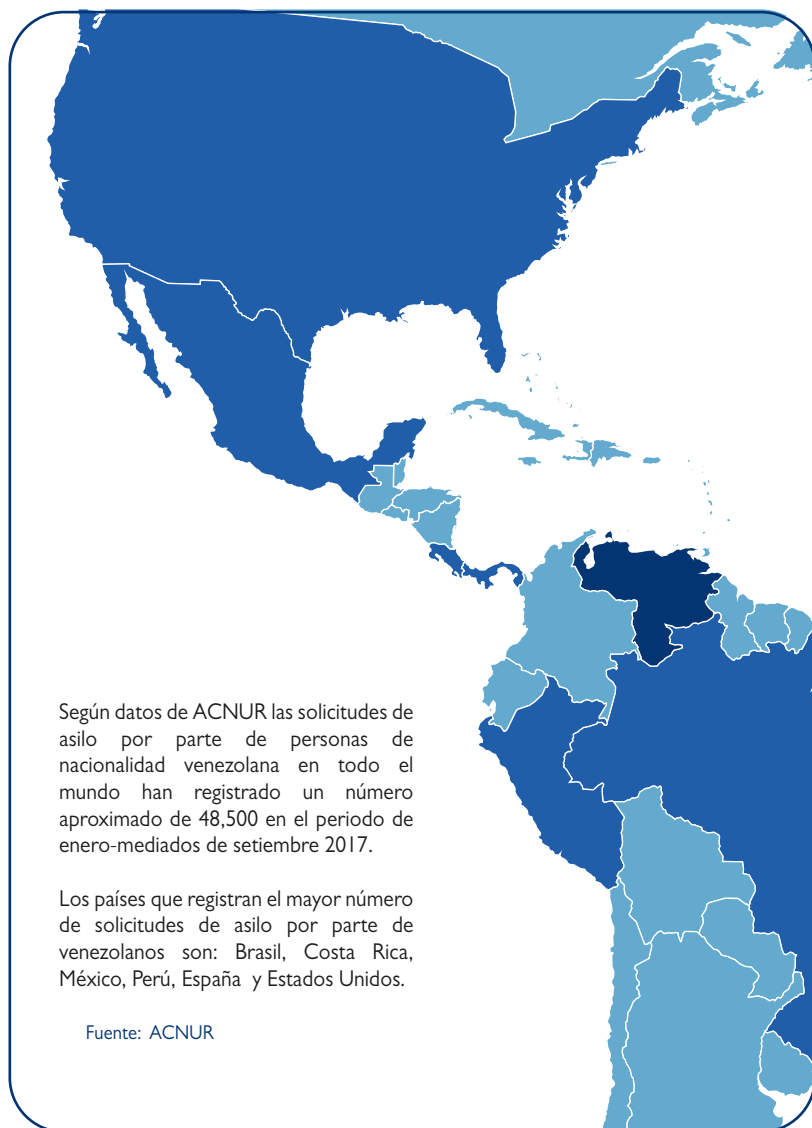 Según datos de ACNUR las solicitudes de
asilo por parte de personas de
nacionalidad venezolana en todo el
mundo han registrado un número
aproximado de 48,500 en el periodo de
enero-mediados de setiembre 2017.
Los países que registran el mayor número
de solicitudes de asilo por parte de
venezolanos son: Brasil, Costa Rica,
México, Perú, España y Estados Unidos.
Fuente: ACNUR